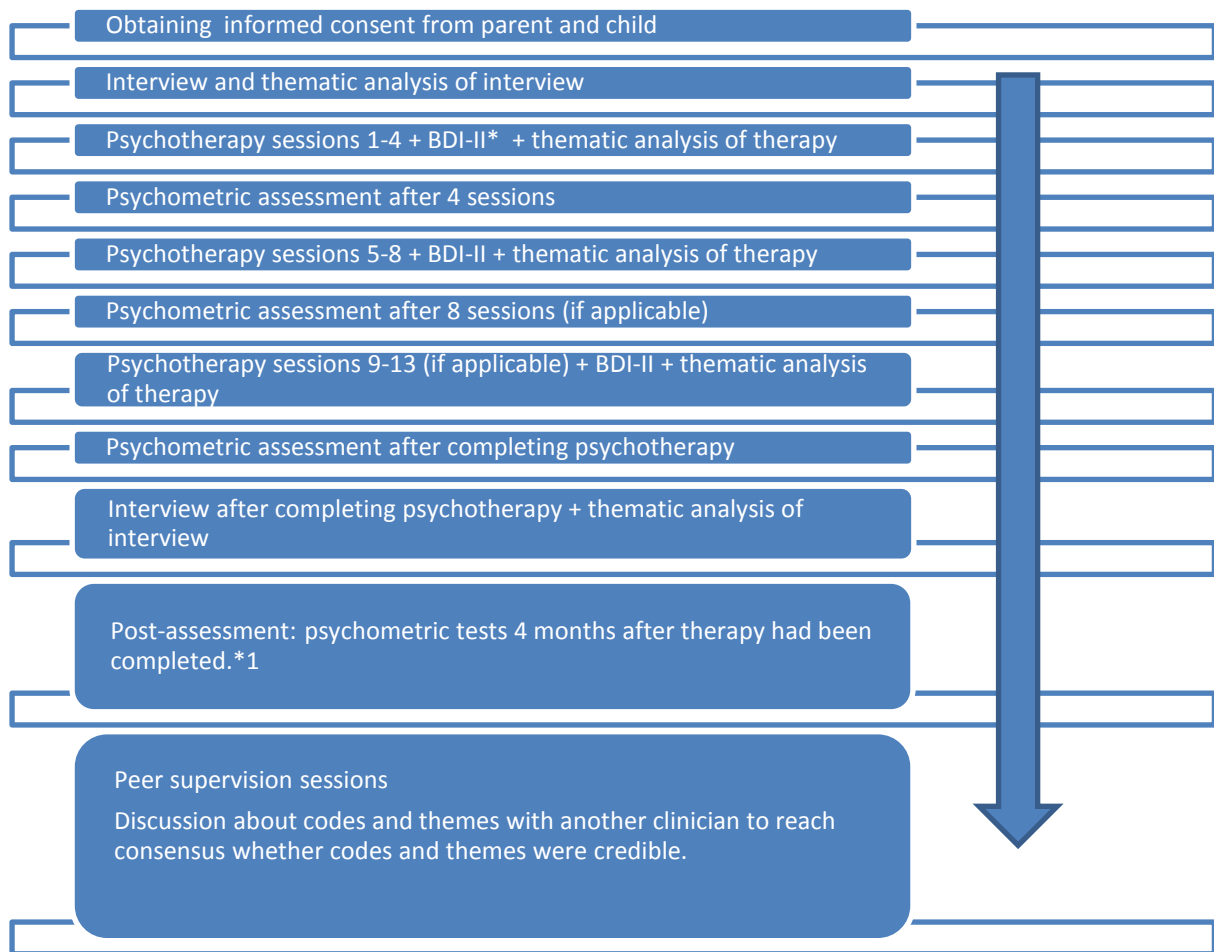 Obtaining informed consent from parent and child
Interview and thematic analysis of interview
Psychotherapy sessions 1-4 + BDI-II* + thematic analysis of therapy
Psychometric assessment after 4 sessions
Psychotherapy sessions 5-8 + BDI-II + thematic analysis of therapy
Psychometric assessment after 8 sessions (if applicable)
Psychotherapy sessions 9-13 (if applicable) + BDI-II + thematic analysis
of therapy
Psychometric assessment after completing psychotherapy
Interview after completing psychotherapy + thematic analysis of
interview
Post-assessment: psychometric tests 4 months after therapy had been
completed.*1
Peer supervision sessions
Discussion about codes and themes with another clinician to reach
consensus whether codes and themes were credible.